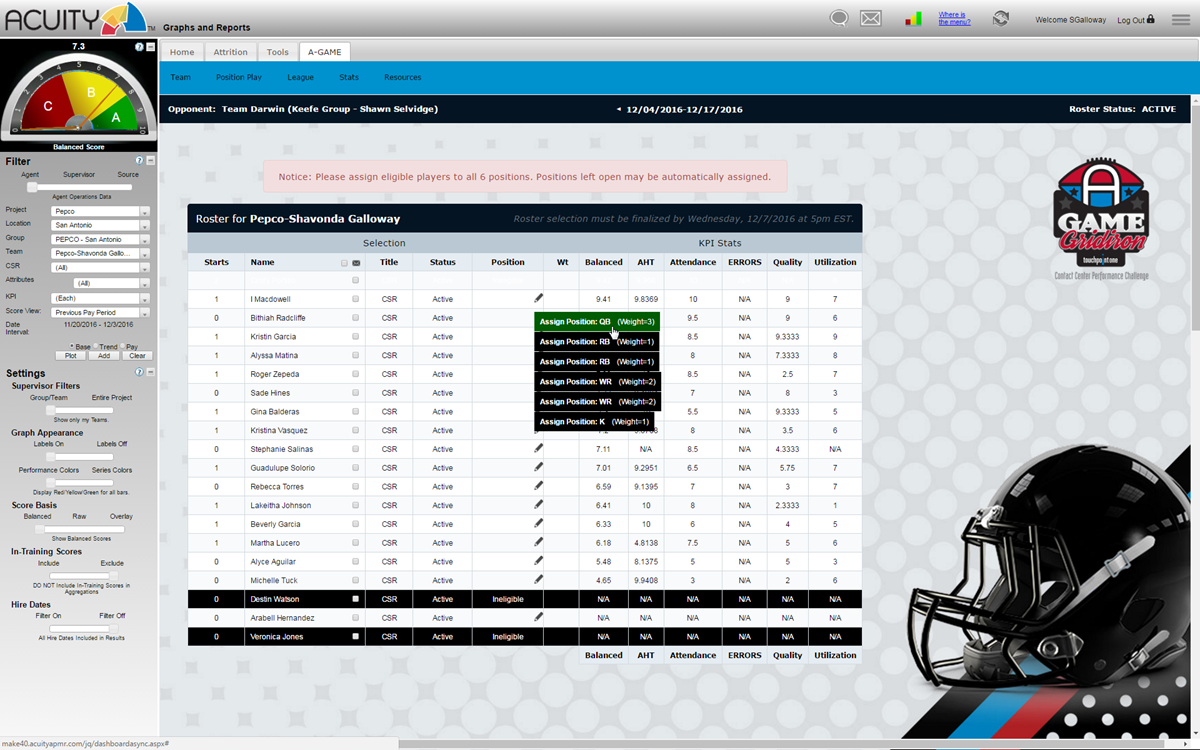 ACUITY TM Graphs and Reports
Where is the menu? Welcome SGalloway Log Out
7.3
0 1 2 3 4 5 6 7 8 9 10
C B A
Balanced Score
Filter
Agent Supervisor Source
Agent Operations Data
Project Pepco
Location San Antonio
Group PEPCO - San Antonio
Team Pepco-Shavonda Gallo...
CSR (All)
Attributes (All)
KPI (Each)
Score View: Previous Pay Period
Date Interval: 11/20/2016 - 12/3/2016
* Base Trend Pay
Plot Add Clear
Settings
Supervisor Filters
Group/Team Entire Project
Show only my Teams.
Graph Appearance
Labels On Labels Off
Performance Colors Series Colors
Display Red/Yellow/Green for all bars.
Score Basis
Balanced Raw Overlay
Show Balanced Scores
In-Training Scores
Include Exclude
DO NOT Include In-Training Scores in Aggregations
Hire Dates
Filter On Filter Off
All Hire Dates Included in Results
Home Attrition Tools A-GAME
Team Position Play League Stats Resources
Opponent: Team Darwin (Keefe Group - Shawn Selvidge) 12/04/2016-12/17/2016 Roster Status: ACTIVE
Notice: Please assign eligible players to all 6 positions. Positions left open may be automatically assigned.
A
GAME
Gridiron
touchpoint one
Contact Center Performance Challenge
Roster for Pepco-Shavonda Galloway Roster selection must be finalized by Wednesday, 12/7/2016 at 5pm EST.
Selection KPI Stats
Starts Name Title Status Position Wt Balanced AHT Attendance ERRORS Quality Utilization
1 I Macdowell CSR Active 9.41 9.8369 10 N/A 9 7
0 Bithiah Radcliffe CSR Active 9.5 N/A 9 6
Assign Position: QB (Weight=3)
1 Kristin Garcia CSR Active 8.5 N/A 9.3333 9
Assign Position: RB (Weight=1)
1 Alyssa Matina CSR Active 8 N/A 7.3333 8
Assign Position: RB (Weight=1)
1 Roger Zepeda CSR Active 8.5 N/A 2.5 7
Assign Position: WR (Weight=2)
0 Sade Hines CSR Active 7 N/A 8 3
Assign Position: WR (Weight=2)
1 Gina Balderas CSR Active 5.5 N/A 9.3333 5
Assign Position: K (Weight=1)
1 Kristina Vasquez CSR Active 8 N/A 3.5 6
0 Stephanie Salinas CSR Active 7.11 N/A 8.5 N/A 4.3333 N/A
1 Guadulupe Solorio CSR Active 7.01 9.2951 6.5 N/A 5.75 7
0 Rebecca Torres CSR Active 6.59 9.1395 7 N/A 3 7
1 Lakeitha Johnson CSR Active 6.41 10 8 N/A 2.3333 1
1 Beverly Garcia CSR Active 6.33 10 6 N/A 4 5
1 Martha Lucero CSR Active 6.18 4.8138 7.5 N/A 5 6
0 Alyce Aguilar CSR Active 5.48 8.1375 5 N/A 5 3
0 Michelle Tuck CSR Active 4.65 9.9408 3 N/A 2 6
0 Destin Watson CSR Active Ineligible N/A N/A N/A N/A N/A N/A
0 Arabell Hernandez CSR Active N/A N/A N/A N/A N/A N/A
0 Veronica Jones CSR Active Ineligible N/A N/A N/A N/A N/A N/A
Balanced AHT Attendance ERRORS Quality Utilization
make40.acuityapmr.com/jq/dashboardasync.aspx#